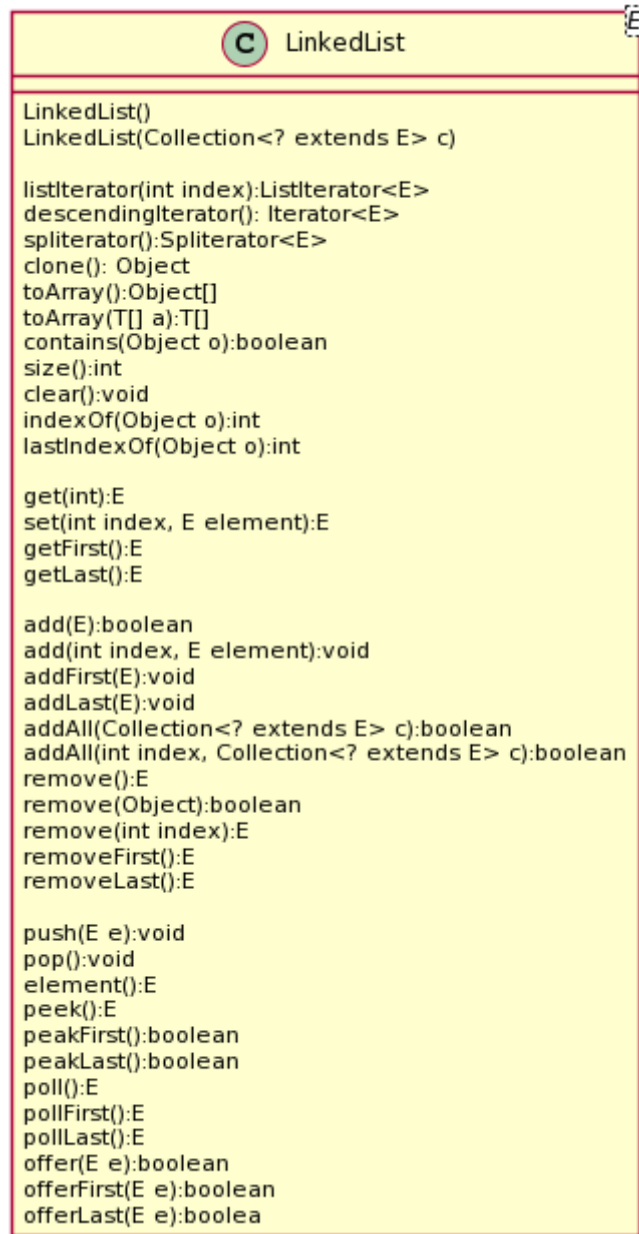 E
C LinkedList
LinkedList()
LinkedList(Collection<? extends E> c)
listIterator(int index):ListIterator<E>
descendingIterator(): Iterator<E>
spliterator():Spliterator<E>
clone(): Object
toArray():Object[]
toArray(T[] a):T[]
contains(Object o):boolean
size():int
clear():void
indexOf(Object o):int
lastIndexOf(Object o):int
get(int):E
set(int index, E element):E
getFirst():E
getLast():E
add(E):boolean
add(int index, E element):void
addFirst(E):void
addLast(E):void
addAll(Collection<? extends E> c):boolean
addAll(int index, Collection<? extends E> c):boolean
remove():E
remove(Object):boolean
remove(int index):E
removeFirst():E
removeLast():E
push(E e):void
pop():void
element():E
peek():E
peakFirst():boolean
peakLast():boolean
poll():E
pollFirst():E
pollLast():E
offer(E e):boolean
offerFirst(E e):boolean
offerLast(E e):boolea